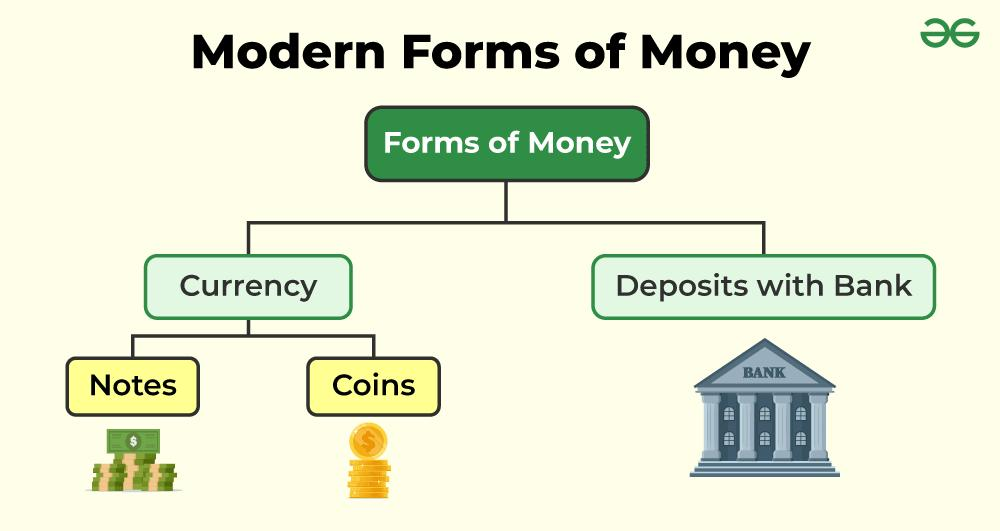 Modern Forms of Money
Forms of Money
Currency
Deposits with Bank
Notes
Coins
$
$
BANK